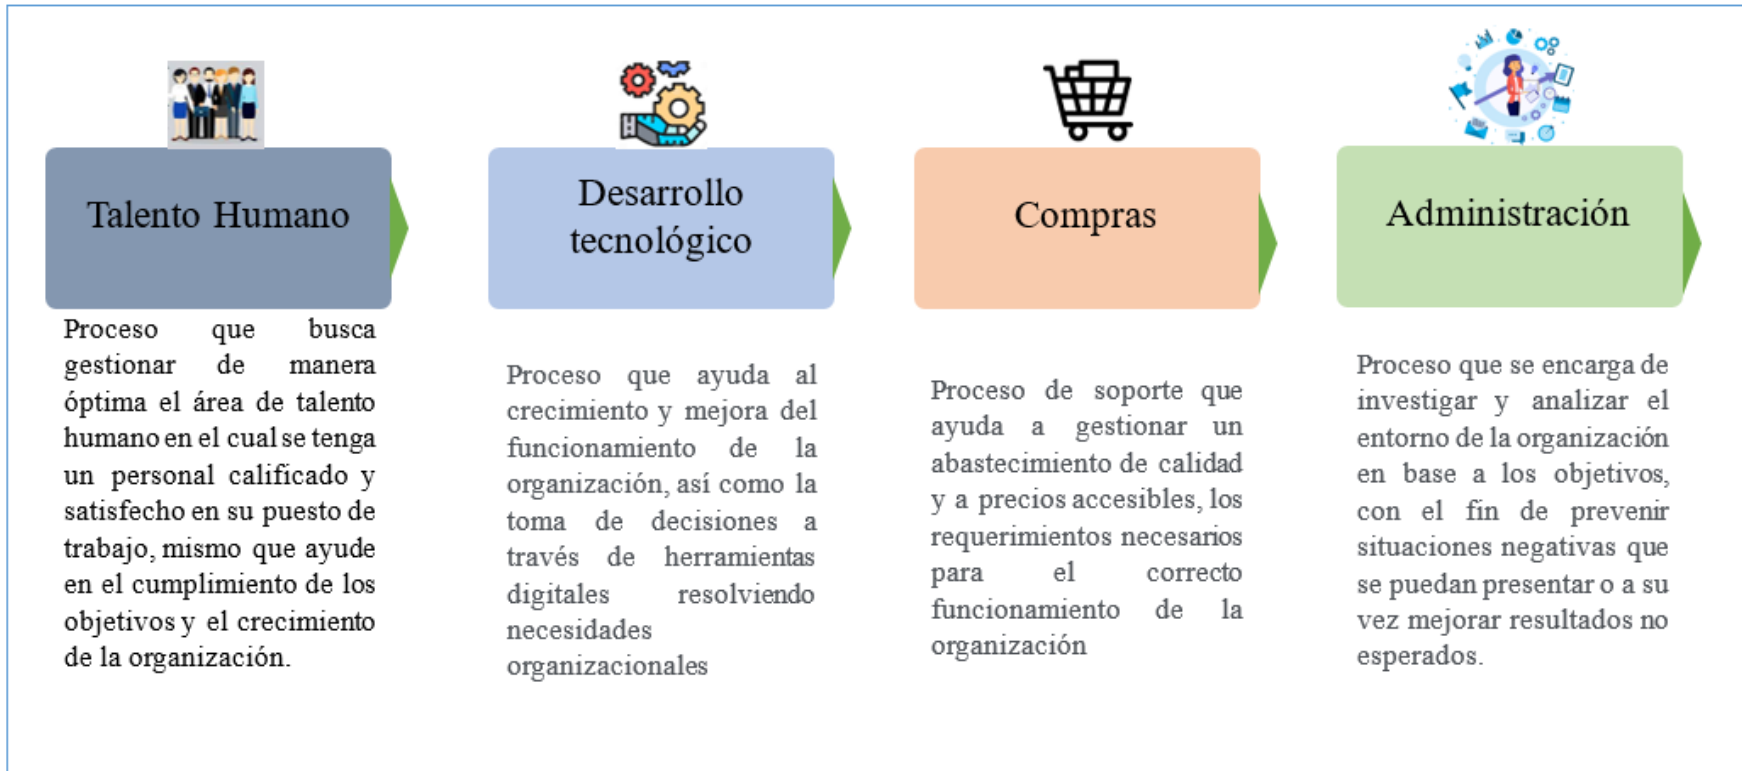 Talento Humano
Proceso que busca
gestionar de manera
óptima el área de talento
humano en el cual se tenga
un personal calificado y
satisfecho en su puesto de
trabajo, mismo que ayude
en el cumplimiento de los
objetivos y el crecimiento
de la organización.
Desarrollo
tecnológico
Proceso que ayuda al
crecimiento y mejora del
funcionamiento de la
organización, así como la
toma de decisiones a
través de herramientas
digitales resolviendo
necesidades
organizacionales
Compras
Proceso de soporte que
ayuda a gestionar un
abastecimiento de calidad
y a precios accesibles, los
requerimientos necesarios
para el correcto
funcionamiento de la
organización
Administración
Proceso que se encarga de
investigar y analizar el
entorno de la organización
en base a los objetivos,
con el fin de prevenir
situaciones negativas que
se puedan presentar o a su
vez mejorar resultados no
esperados.